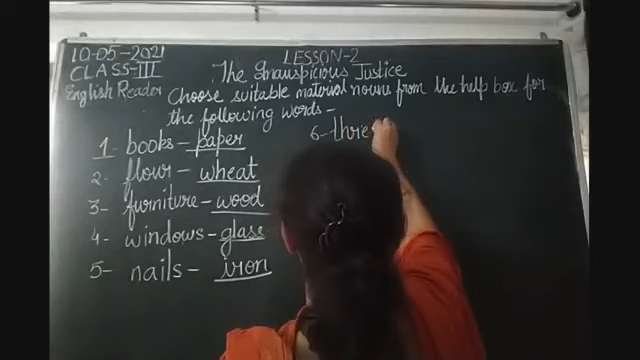 10-05-2021
CLASS-III
English Reader
LESSON-2
The Inauspicious Justice
Choose suitable material nouns from the help box for
the following words-
1- books- paper
2- flour- wheat
3- furniture- wood
4- windows- glass
5- nails- iron
6- thre